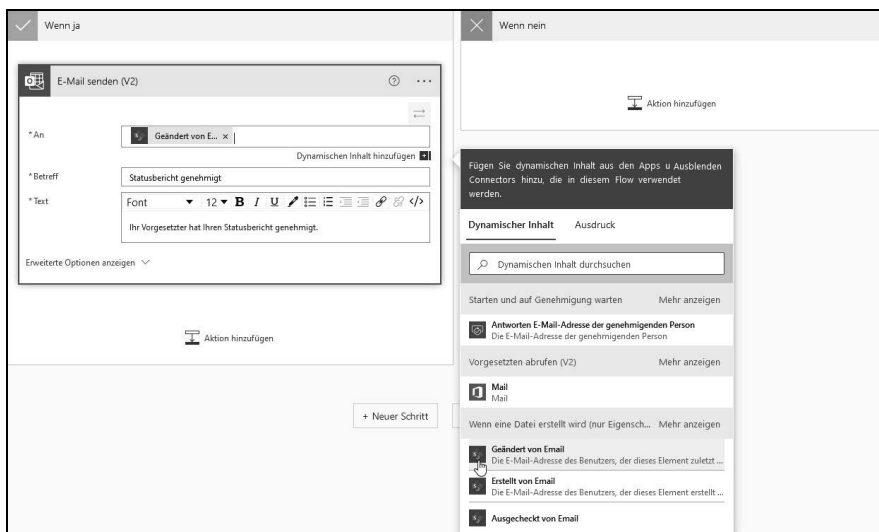 Wenn ja
E-Mail senden (V2)
* An
Geändert von E... ×
Dynamischen Inhalt hinzufügen
* Betreff
Statusbericht genehmigt
* Text
Font 12 B I U </>
Ihr Vorgesetzter hat Ihren Statusbericht genehmigt.
Erweiterte Optionen anzeigen
Aktion hinzufügen
+ Neuer Schritt
Wenn nein
Aktion hinzufügen
Fügen Sie dynamischen Inhalt aus den Apps u Ausblenden
Connectors hinzu, die in diesem Flow verwendet
werden.
Dynamischer Inhalt Ausdruck
Dynamischen Inhalt durchsuchen
Starten und auf Genehmigung warten Mehr anzeigen
Antworten E-Mail-Adresse der genehmigenden Person
Die E-Mail-Adresse der genehmigenden Person
Vorgesetzten abrufen (V2) Mehr anzeigen
Mail
Mail
Wenn eine Datei erstellt wird (nur Eigensch... Mehr anzeigen
Geändert von Email
Die E-Mail-Adresse des Benutzers, der dieses Element zuletzt ...
Erstellt von Email
Die E-Mail-Adresse des Benutzers, der dieses Element erstellt ...
Ausgecheckt von Email